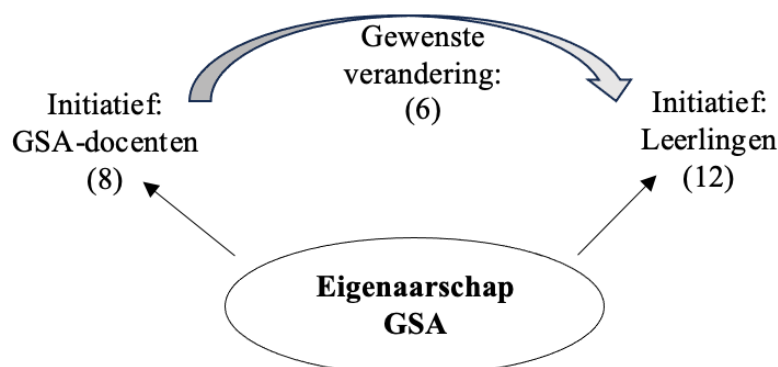 Gewenste
verandering:
(6)
Initiatief:
GSA-docenten
(8)
Initiatief:
Leerlingen
(12)
Eigenaarschap
GSA